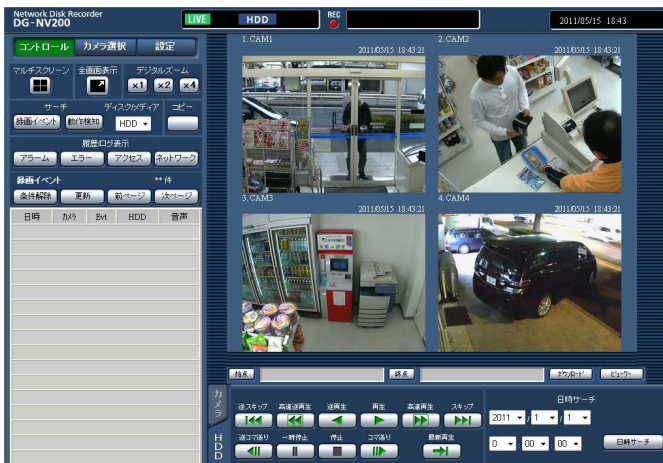 Network Disk Recorder
DG-NV200
LIVE
HDD
REC
2011/05/15 18:43
コントロール カメラ選択 設定
マルチスクリーン 全画面表示 デジタルズーム
×1 ×2 ×4
サーチ ディスク/メディア コピー
録画イベント 動作検知 HDD
履歴/ログ表示
アラーム エラー アクセス ネットワーク
録画イベント **件
条件解除 更新 前ページ 次ページ
日時 カメラ Evt HDD 音声
1. CAM1
2011/05/15 18:43:21
2. CAM2
2011/05/15 18:43:21
3. CAM3
2011/05/15 18:43:21
4. CAM4
2011/05/15 18:43:21
始点 終点 ダウンロード ビューワー
カメラ
HDD
逆スキップ 高速逆再生 逆再生 再生 高速再生 スキップ
逆コマ送り 一時停止 停止 コマ送り 最新再生
日時サーチ
2011 / 1 / 1
0 : 00 : 00
日時サーチ